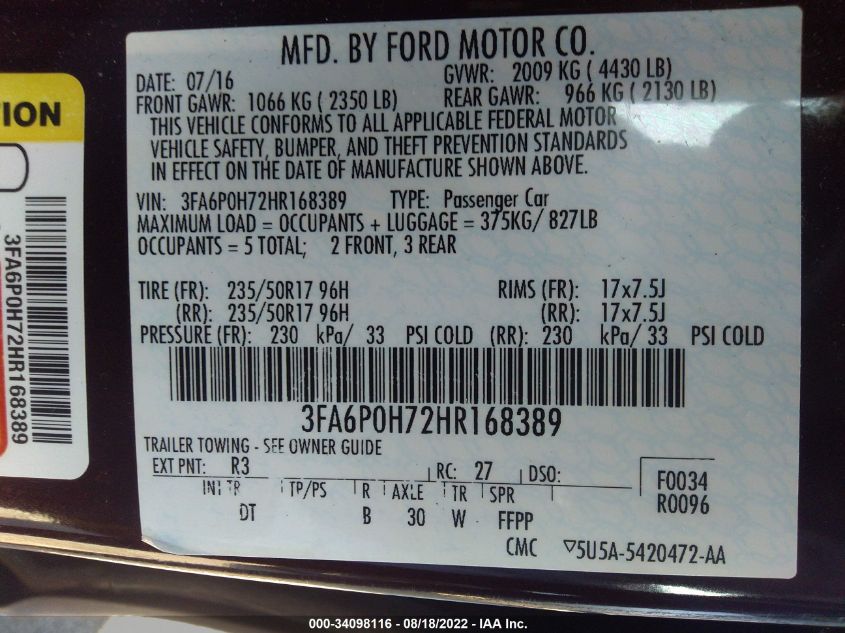 MFD. BY FORD MOTOR CO.
DATE: 07/16 GVWR: 2009 KG ( 4430 LB)
FRONT GAWR: 1066 KG ( 2350 LB) REAR GAWR: 966 KG ( 2130 LB)
THIS VEHICLE CONFORMS TO ALL APPLICABLE FEDERAL MOTOR
VEHICLE SAFETY, BUMPER, AND THEFT PREVENTION STANDARDS
IN EFFECT ON THE DATE OF MANUFACTURE SHOWN ABOVE.
VIN: 3FA6P0H72HR168389 TYPE: Passenger Car
MAXIMUM LOAD = OCCUPANTS + LUGGAGE = 375KG/ 827LB
OCCUPANTS = 5 TOTAL; 2 FRONT, 3 REAR
TIRE (FR): 235/50R17 96H RIMS (FR): 17x7.5J
(RR): 235/50R17 96H (RR): 17x7.5J
PRESSURE (FR): 230 kPa/ 33 PSI COLD (RR): 230 kPa/ 33 PSI COLD
3FA6P0H72HR168389
TRAILER TOWING - SEE OWNER GUIDE
EXT PNT: R3 RC: 27 DSO: F0034
R0096
INT TR TP/PS R AXLE TR SPR
DT B 30 W FFPP
CMC ▽5U5A-5420472-AA
TION
3FA6P0H72HR168389
000-34098116 - 08/18/2022 - IAA Inc.